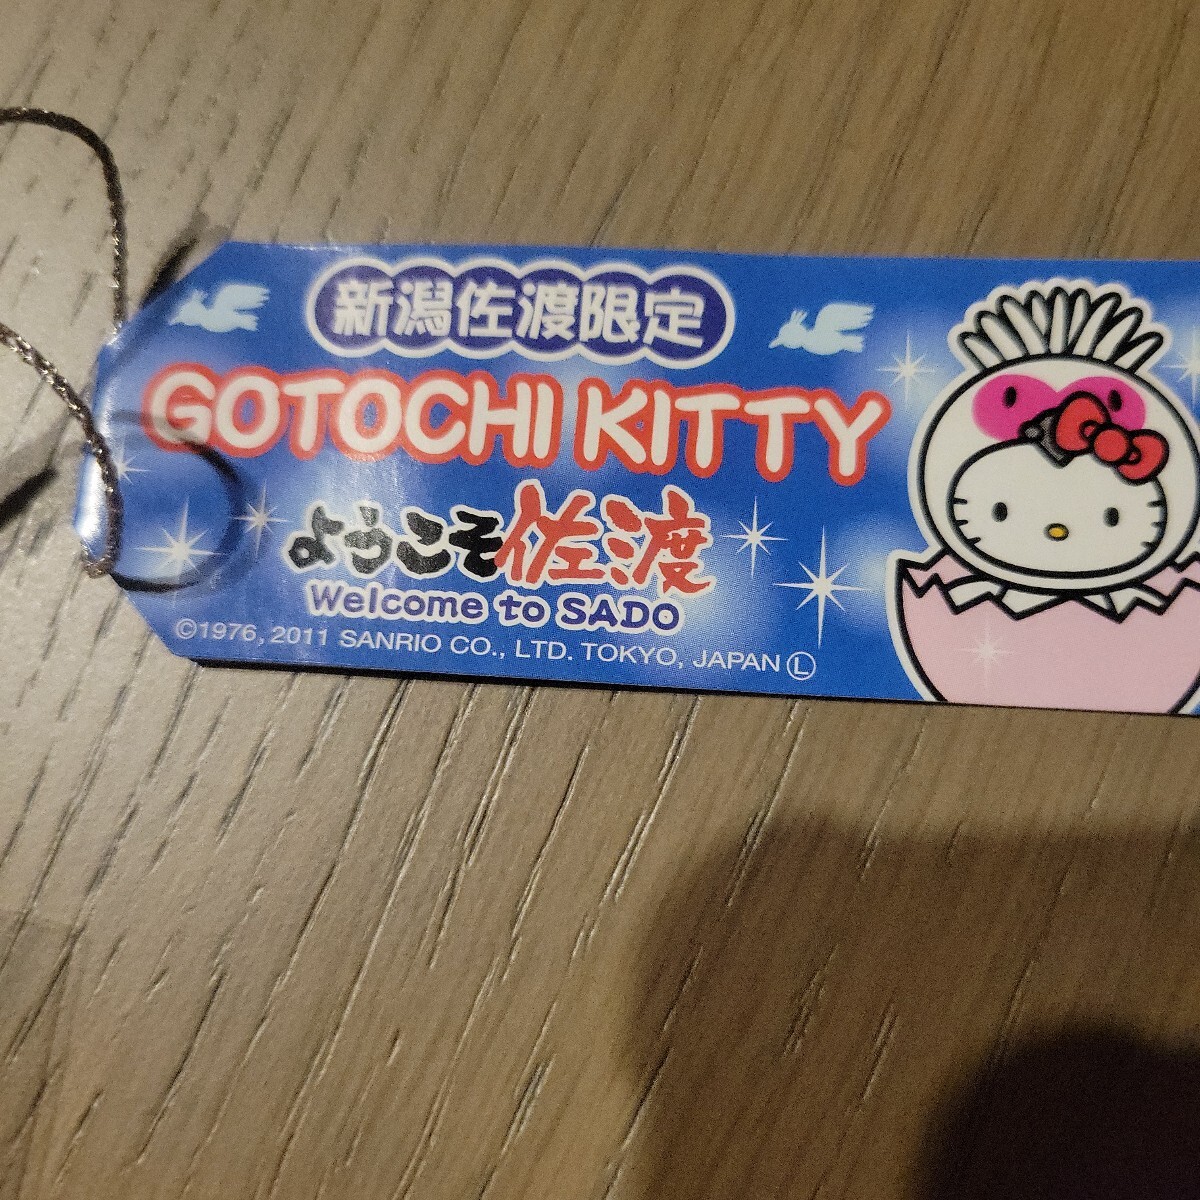 新潟佐渡限定
GOTOCHI KITTY
ようこそ佐渡
Welcome to SADO
©1976, 2011 SANRIO CO., LTD. TOKYO, JAPAN Ⓛ